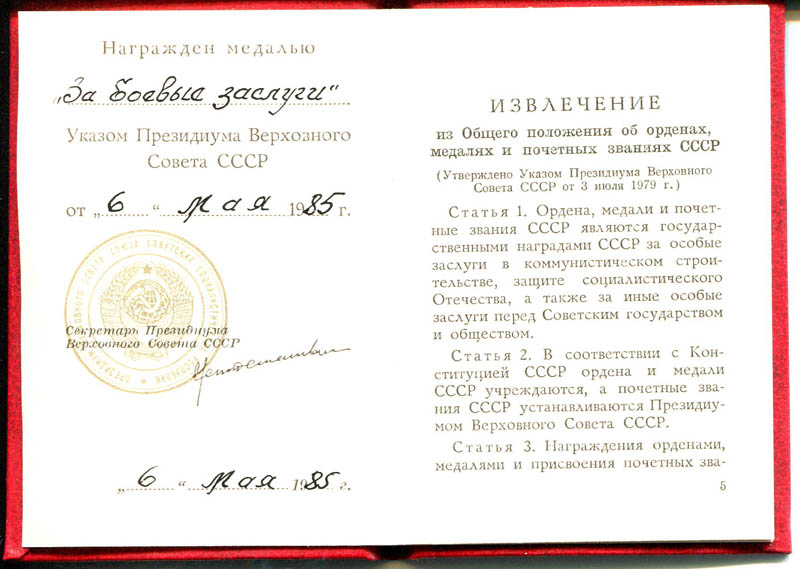 Награжден медалью
„За боевые заслуги"
Указом Президиума Верховного
Совета СССР
от „6" мая 1985 г.
Секретарь Президиума
Верховного Совета СССР
„6" мая 1985 г.
ИЗВЛЕЧЕНИЕ
из Общего положения об орденах,
медалях и почетных званиях СССР
(Утверждено Указом Президиума Верховного
Совета СССР от 3 июля 1979 г.)
Статья 1. Ордена, медали и почет-
ные звания СССР являются государ-
ственными наградами СССР за особые
заслуги в коммунистическом строи-
тельстве, защите социалистического
Отечества, а также за иные особые
заслуги перед Советским государством
и обществом.
Статья 2. В соответствии с Кон-
ституцией СССР ордена и медали
СССР учреждаются, а почетные зва-
ния СССР устанавливаются Президиу-
мом Верховного Совета СССР.
Статья 3. Награждения орденами,
медалями и присвоения почетных зва-
5